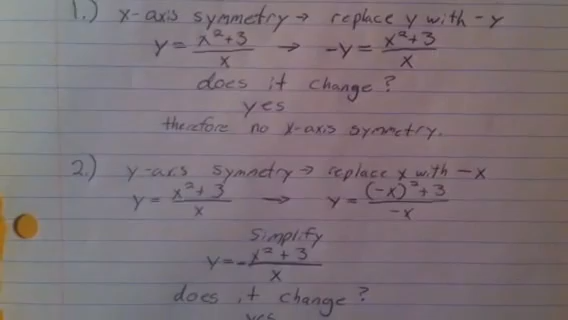 1.) x-axis symmetry → replace y with -y
y = x²+3/x → -y = x²+3/x
does it change?
yes
therefore no x-axis symmetry.
2.) y-axis symmetry → replace x with -x
y = x²+3/x → y = (-x)²+3/-x
Simplify
y = -x²+3/x
does it change?
yes